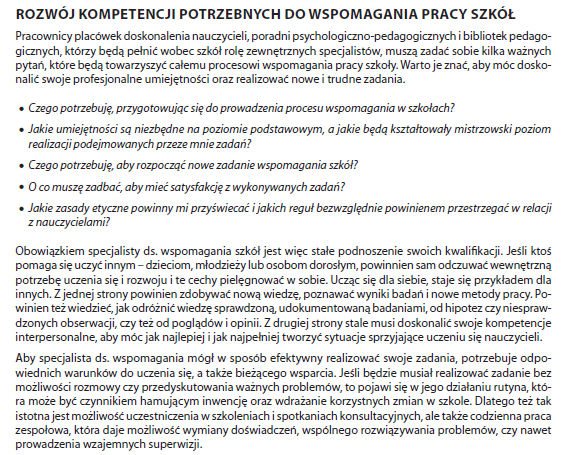 ROZWÓJ KOMPETENCJI POTRZEBNYCH DO WSPOMAGANIA PRACY SZKÓŁ
Pracownicy placówek doskonalenia nauczycieli, poradni psychologiczno-pedagogicznych i bibliotek pedago-
gicznych, którzy będą pełnić wobec szkół rolę zewnętrznych specjalistów, muszą zadać sobie kilka ważnych
pytań, które będą towarzyszyć całemu procesowi wspomagania pracy szkoły. Warto je znać, aby móc dosko-
nalić swoje profesjonalne umiejętności oraz realizować nowe i trudne zadania.
• Czego potrzebuję, przygotowując się do prowadzenia procesu wspomagania w szkołach?
• Jakie umiejętności są niezbędne na poziomie podstawowym, a jakie będą kształtowały mistrzowski poziom
realizacji podejmowanych przeze mnie zadań?
• Czego potrzebuję, aby rozpocząć nowe zadanie wspomagania szkół?
• O co muszę zadbać, aby mieć satysfakcję z wykonywanych zadań?
• Jakie zasady etyczne powinny mi przyświecać i jakich reguł bezwzględnie powinienem przestrzegać w relacji
z nauczycielami?
Obowiązkiem specjalisty ds. wspomagania szkół jest więc stałe podnoszenie swoich kwalifikacji. Jeśli ktoś
pomaga się uczyć innym – dzieciom, młodzieży lub osobom dorosłym, powinnien sam odczuwać wewnętrzną
potrzebę uczenia się i rozwoju i te cechy pielęgnować w sobie. Ucząc się dla siebie, staje się przykładem dla
innych. Z jednej strony powinien zdobywać nową wiedzę, poznawać wyniki badań i nowe metody pracy. Po-
winien też wiedzieć, jak odróżnić wiedzę sprawdzoną, udokumentowaną badaniami, od hipotez czy niespraw-
dzonych obserwacji, czy też od poglądów i opinii. Z drugiej strony stale musi doskonalić swoje kompetencje
interpersonalne, aby móc jak najlepiej i jak najpełniej tworzyć sytuacje sprzyjające uczeniu się nauczycieli.
Aby specjalista ds. wspomagania mógł w sposób efektywny realizować swoje zadania, potrzebuje odpo-
wiednich warunków do uczenia się, a także bieżącego wsparcia. Jeśli będzie musiał realizować zadanie bez
możliwości rozmowy czy przedyskutowania ważnych problemów, to pojawi się w jego działaniu rutyna, któ-
ra może być czynnikiem hamującym inwencję oraz wdrażanie korzystnych zmian w szkole. Dlatego też tak
istotna jest możliwość uczestniczenia w szkoleniach i spotkaniach konsultacyjnych, ale także codzienna praca
zespołowa, która daje możliwość wymiany doświadczeń, wspólnego rozwiązywania problemów, czy nawet
prowadzenia wzajemnych superwizji.